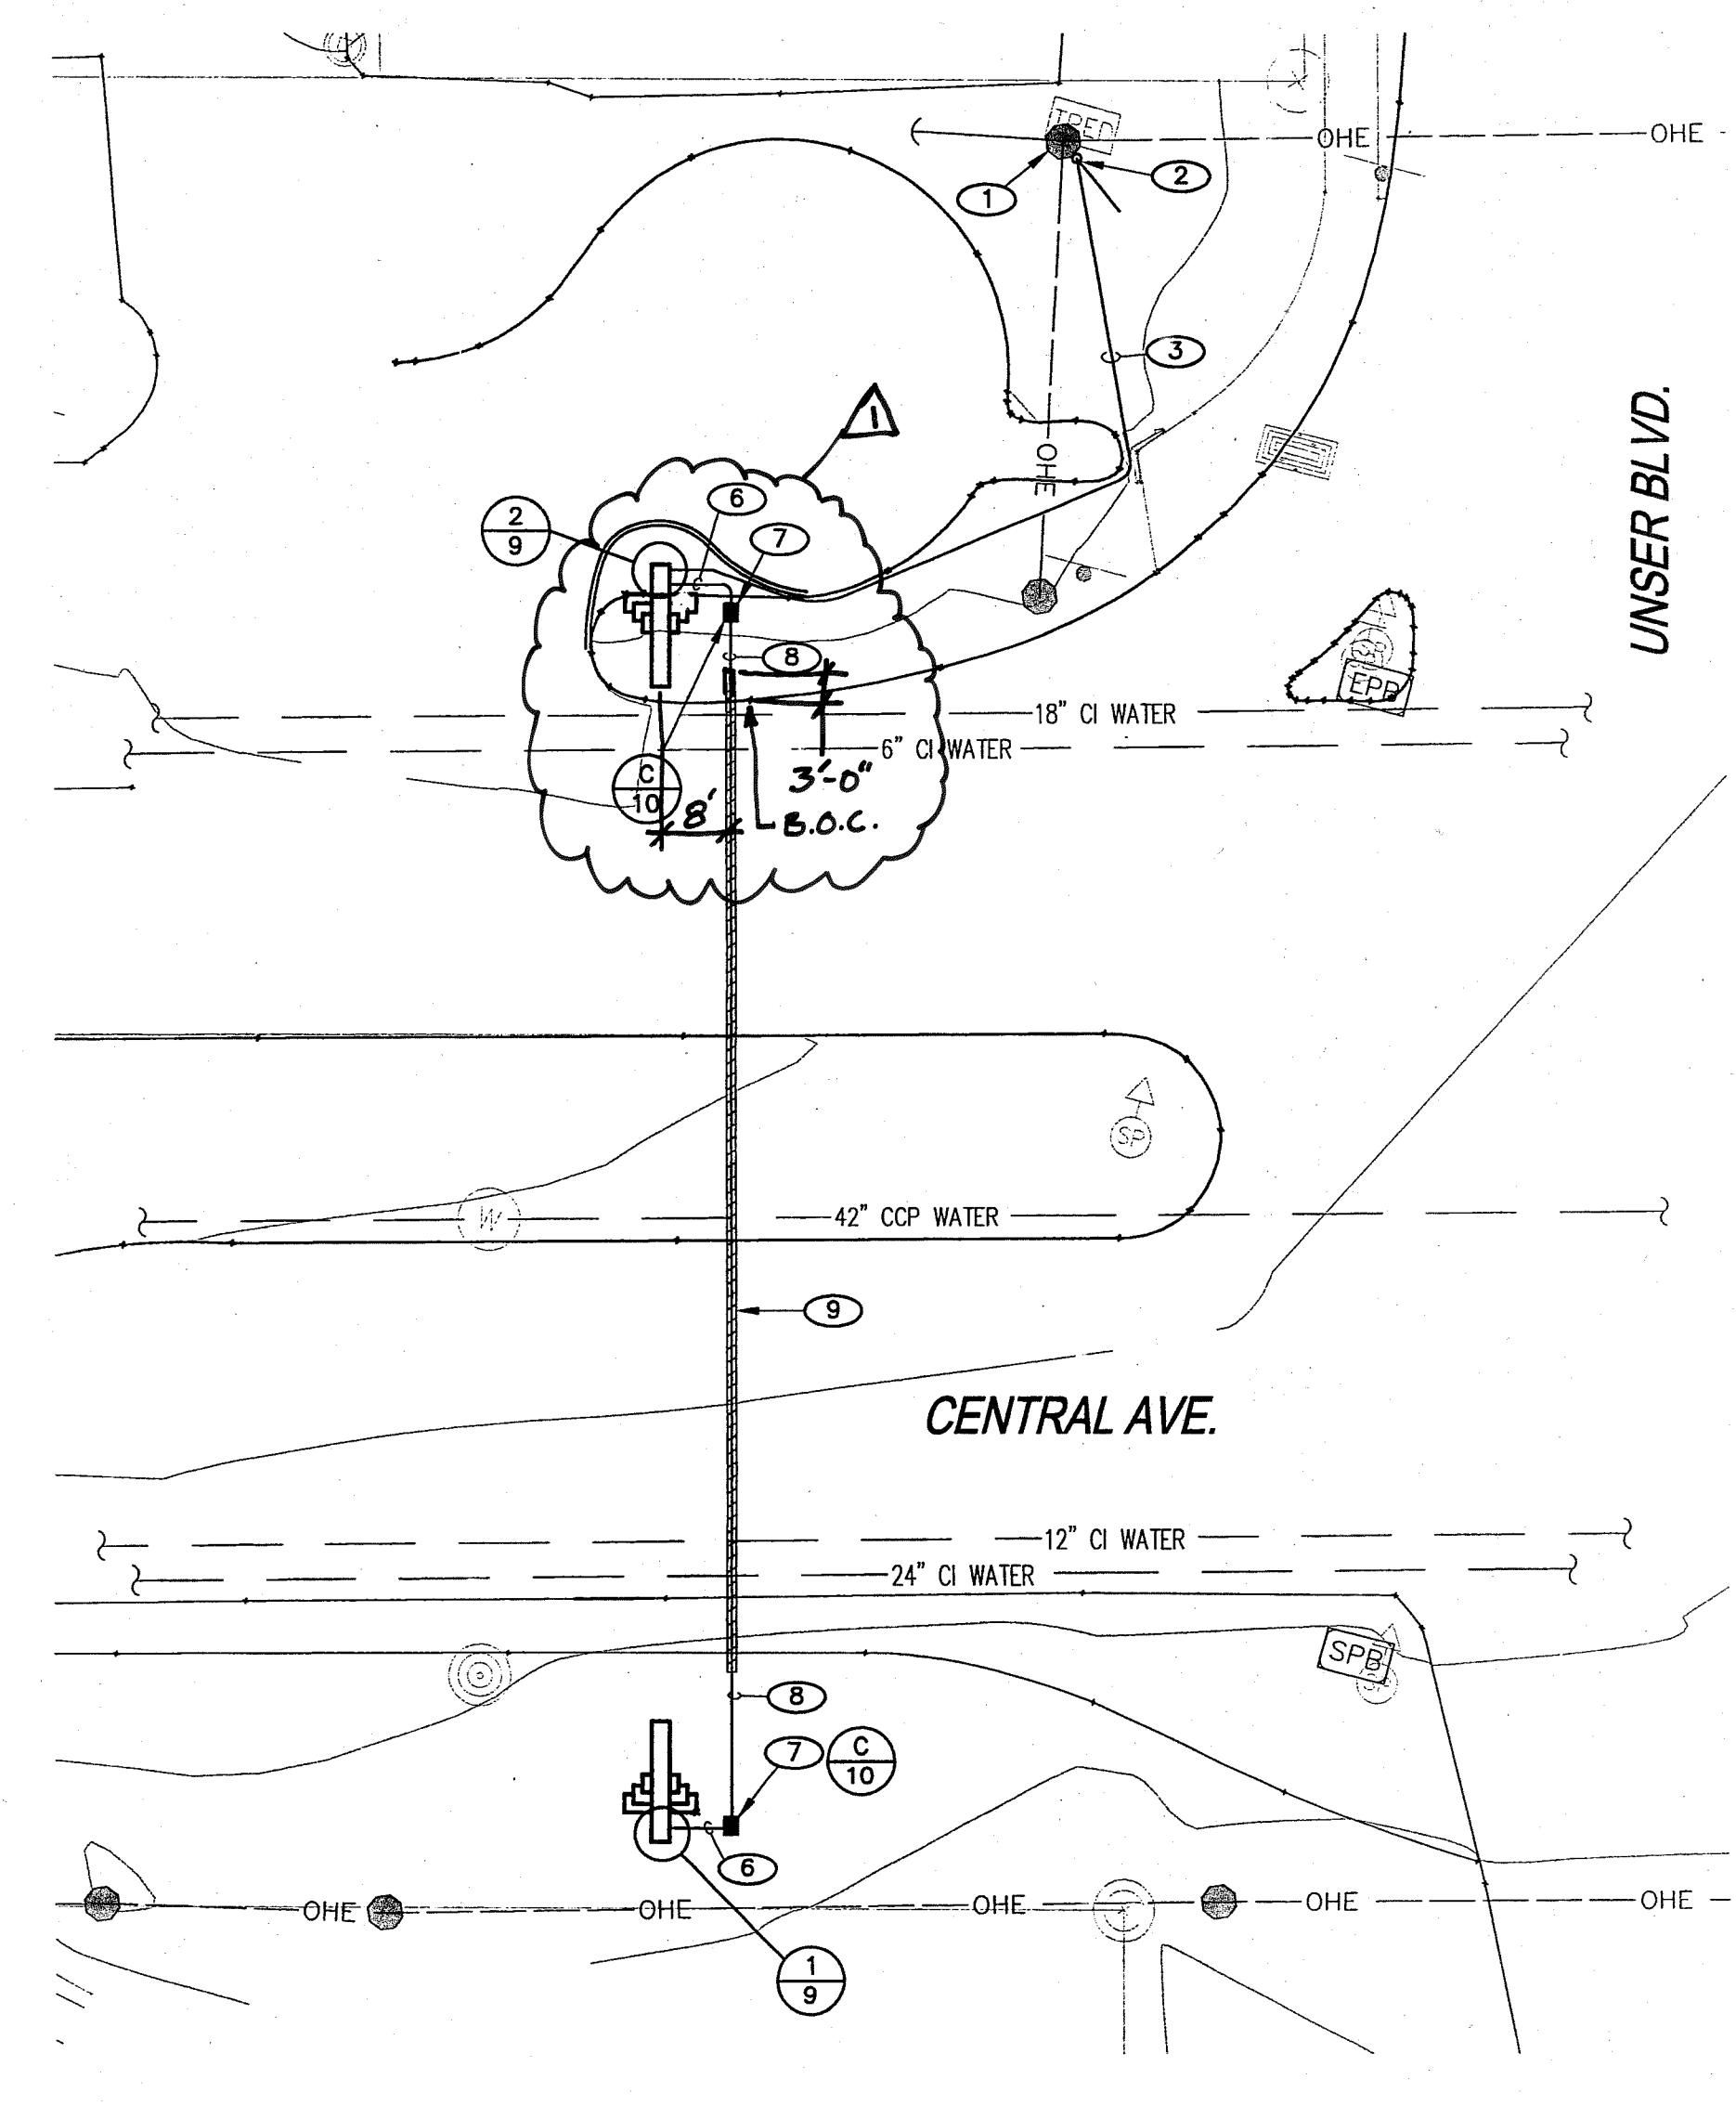 TPED
OHE
OHE
1
2
3
UNSER BLVD.
1
OHE
6
2
9
7
8
EPB
18" CI WATER
6" CI WATER
C
10
8'
3'-0"
B.O.C.
SP
W
42" CCP WATER
9
CENTRAL AVE.
12" CI WATER
24" CI WATER
SPB
8
7
C
10
6
OHE
OHE
OHE
OHE
OHE
1
9